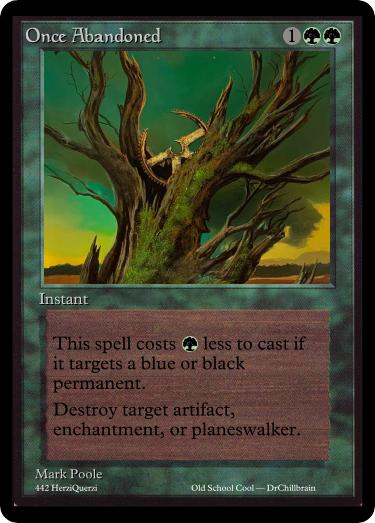 Once Abandoned 1
Instant
This spell costs less to cast if
it targets a blue or black
permanent.
Destroy target artifact,
enchantment, or planeswalker.
Mark Poole
442 HerziQuerzi Old School Cool — DrChillbrain